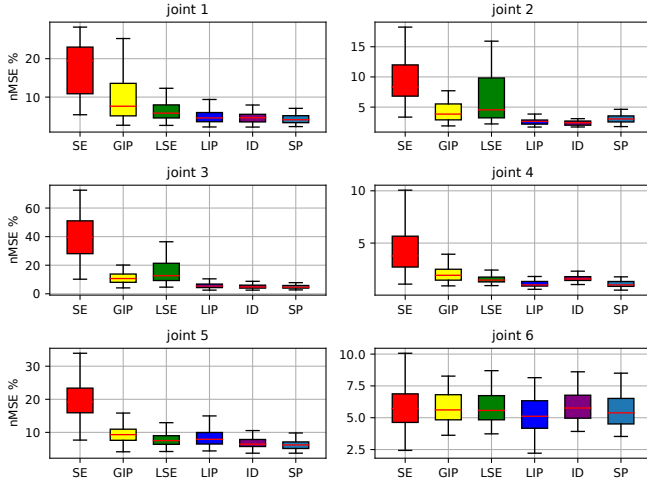 joint 1
nMSE %
20
10
SE GIP LSE LIP ID SP
joint 2
15
10
5
SE GIP LSE LIP ID SP
joint 3
nMSE %
60
40
20
0
SE GIP LSE LIP ID SP
joint 4
10
5
SE GIP LSE LIP ID SP
joint 5
nMSE %
30
20
10
SE GIP LSE LIP ID SP
joint 6
10.0
7.5
5.0
2.5
SE GIP LSE LIP ID SP